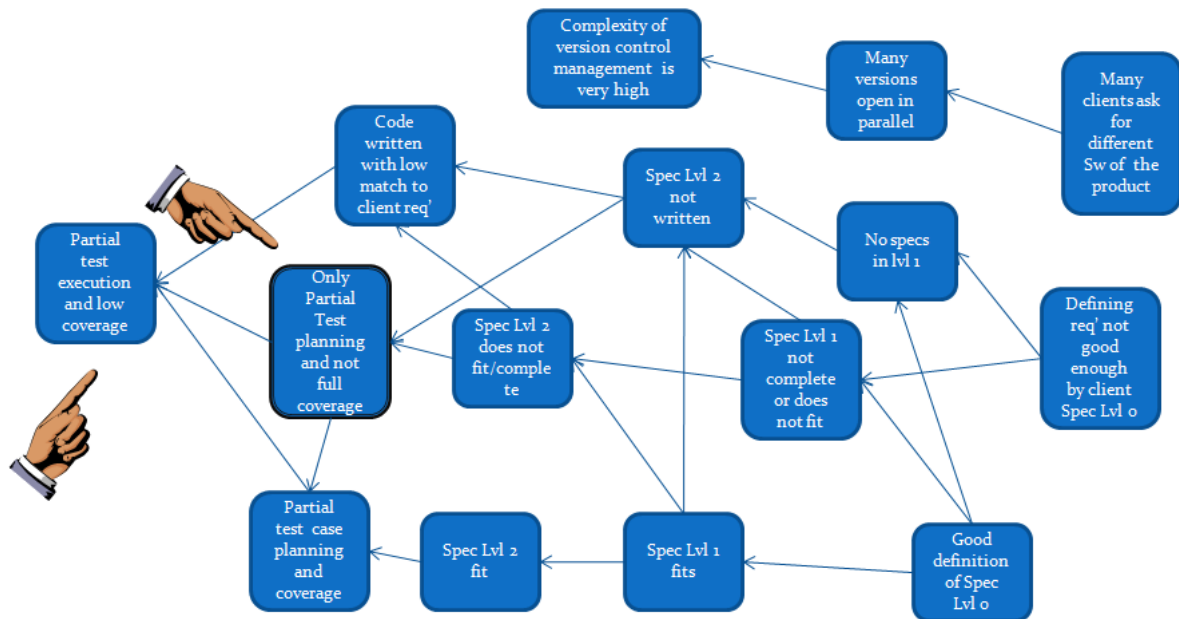 Complexity of
version control
management is
very high
Many
versions
open in
parallel
Many
clients ask
for
different
Sw of the
product
Code
written
with low
match to
client req'
Spec Lvl 2
not
written
No specs
in lvl 1
Partial
test
execution
and low
coverage
Only
Partial
Test
planning
and not
full
coverage
Spec Lvl 2
does not
fit/comple
te
Spec Lvl 1
not
complete
or does
not fit
Defining
req' not
good
enough
by client
Spec Lvl 0
Partial
test case
planning
and
coverage
Spec Lvl 2
fit
Spec Lvl 1
fits
Good
definition
of Spec
Lvl 0